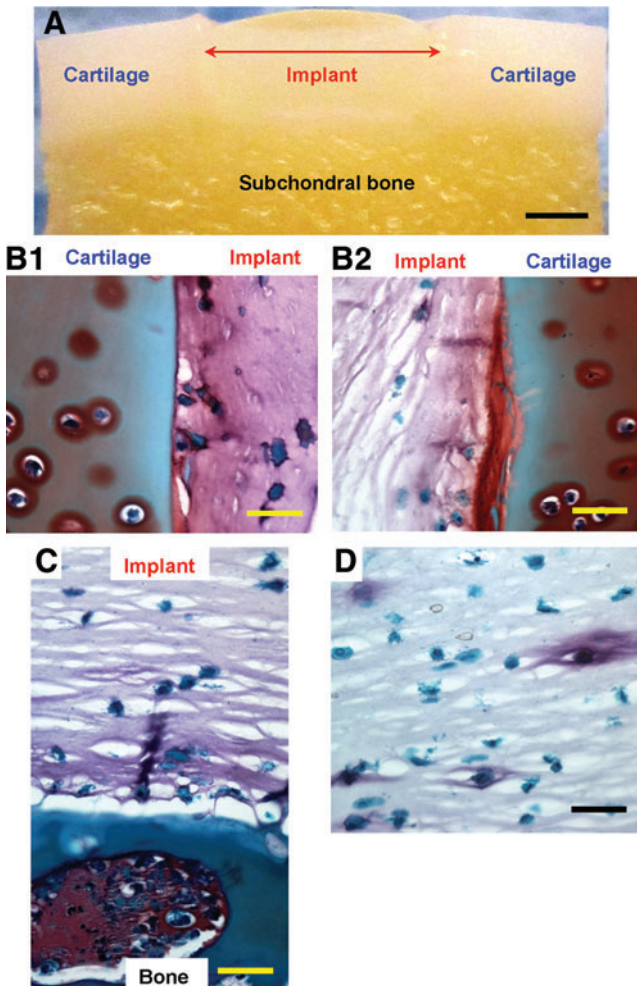 A
Cartilage Implant Cartilage
Subchondral bone
B1 Cartilage Implant
B2 Implant Cartilage
C Implant
D
Bone